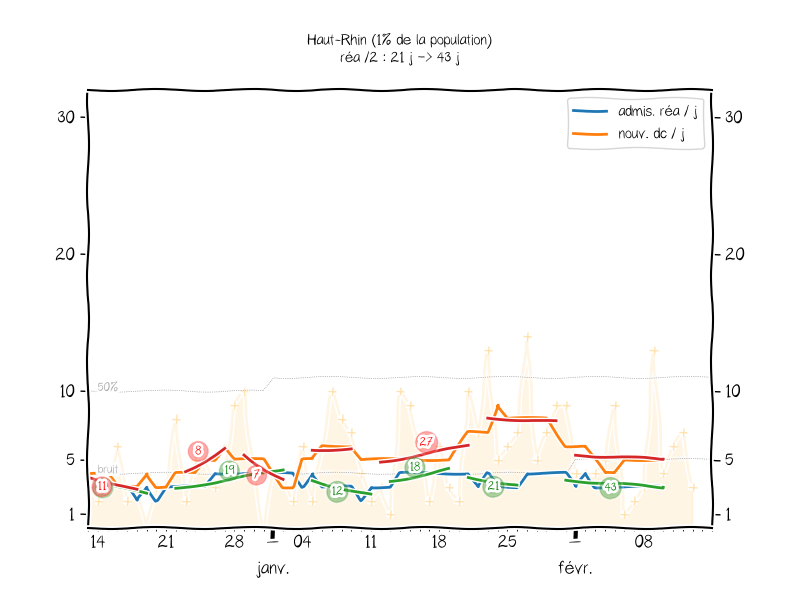 Haut-Rhin (1% de la population)
réa /2 : 21 j -> 43 j
admis. réa / j
nouv. dc / j
30 30
20 20
10 10
50%
5 5
bruit
1 1
11 8 19 7 12 27 18 21 43
14 21 28 04 11 18 25 08
janv. févr.